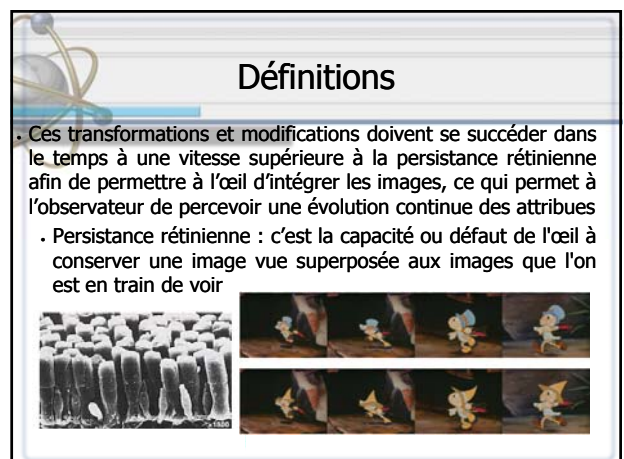 Définitions
• Ces transformations et modifications doivent se succéder dans
le temps à une vitesse supérieure à la persistance rétinienne
afin de permettre à l’œil d’intégrer les images, ce qui permet à
l’observateur de percevoir une évolution continue des attribues
• Persistance rétinienne : c’est la capacité ou défaut de l'œil à
conserver une image vue superposée aux images que l'on
est en train de voir